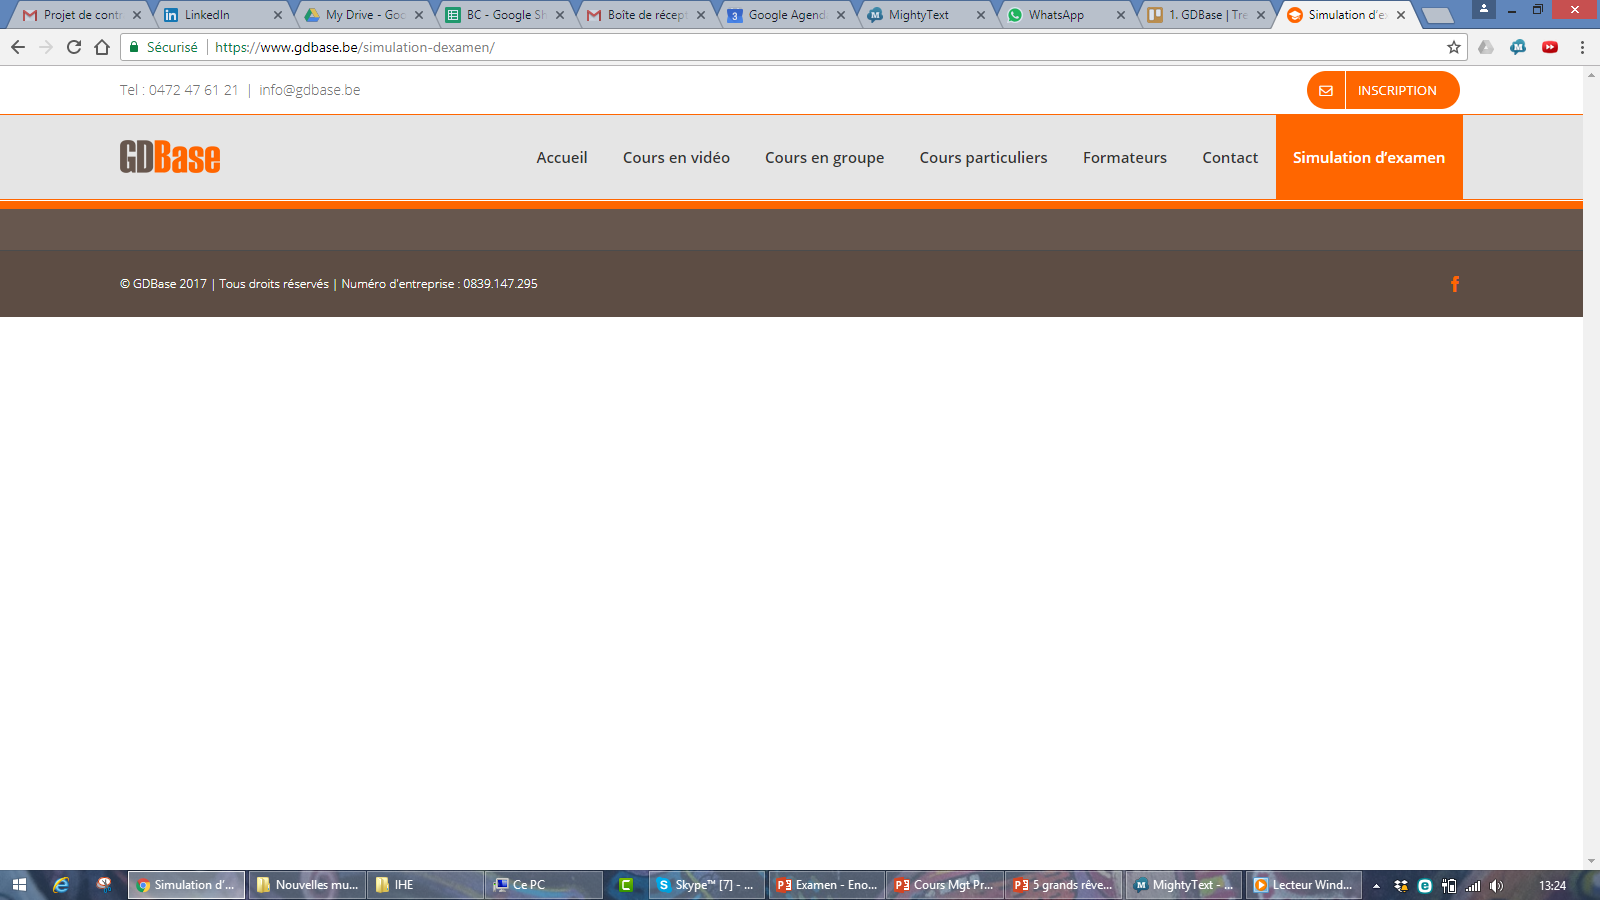 Projet de contr
LinkedIn
My Drive - Goo
BC - Google Sh
Boîte de récept
Google Agenda
MightyText
WhatsApp
1. GDBase | Tre
Simulation d'ex
Sécurisé
https://www.gdbase.be/simulation-dexamen/
Tel : 0472 47 61 21 | info@gdbase.be
INSCRIPTION
GDBase
Accueil
Cours en vidéo
Cours en groupe
Cours particuliers
Formateurs
Contact
Simulation d’examen
© GDBase 2017 | Tous droits réservés | Numéro d'entreprise : 0839.147.295
Simulation d'...
Nouvelles mu...
IHE
Ce PC
Skype™ [7] - ...
Examen - Eno...
Cours Mgt Pr...
5 grands rêve...
MightyText - ...
Lecteur Wind...
13:24